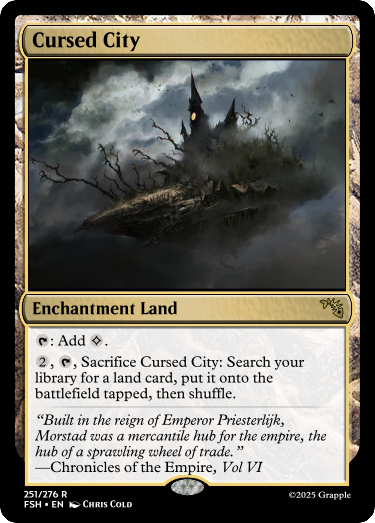 Cursed City
Enchantment Land
T: Add C.
2, T, Sacrifice Cursed City: Search your
library for a land card, put it onto the
battlefield tapped, then shuffle.
“Built in the reign of Emperor Priesterlijk,
Morstad was a mercantile hub for the empire, the
hub of a sprawling wheel of trade.”
—Chronicles of the Empire, Vol VI
251/276 R
FSH • EN Chris Cold
©2025 Grapple